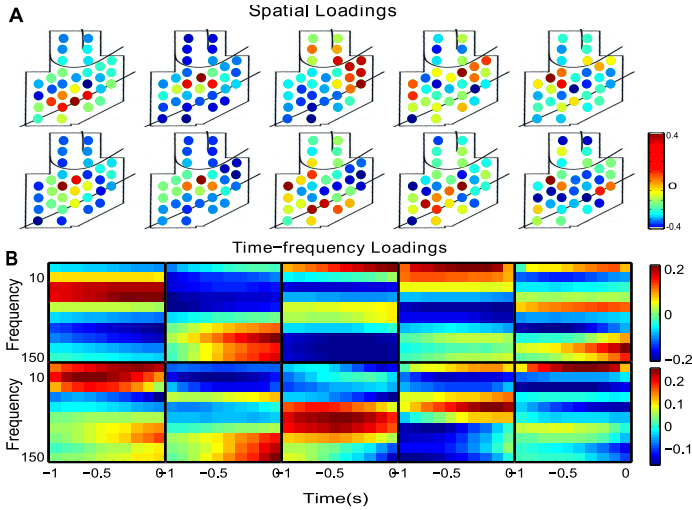 A
Spatial Loadings
0.4
0
-0.4
B
Time-frequency Loadings
Frequency
10
150
0.2
0
-0.2
Frequency
10
150
0.2
0.1
0
-0.1
-1 -0.5 0-1 -0.5 0-1 -0.5 0-1 -0.5 0-1 -0.5 0
Time(s)